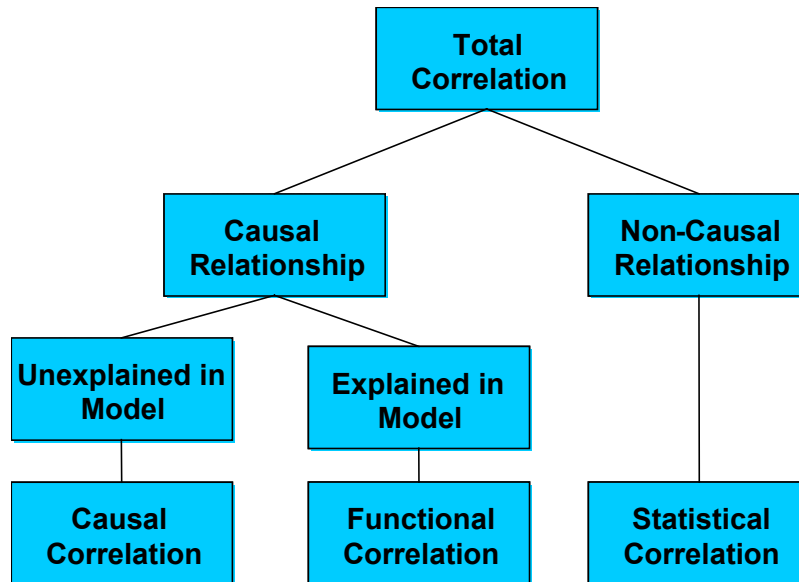 Total
Correlation
Causal
Relationship
Non-Causal
Relationship
Unexplained in
Model
Explained in
Model
Causal
Correlation
Functional
Correlation
Statistical
Correlation